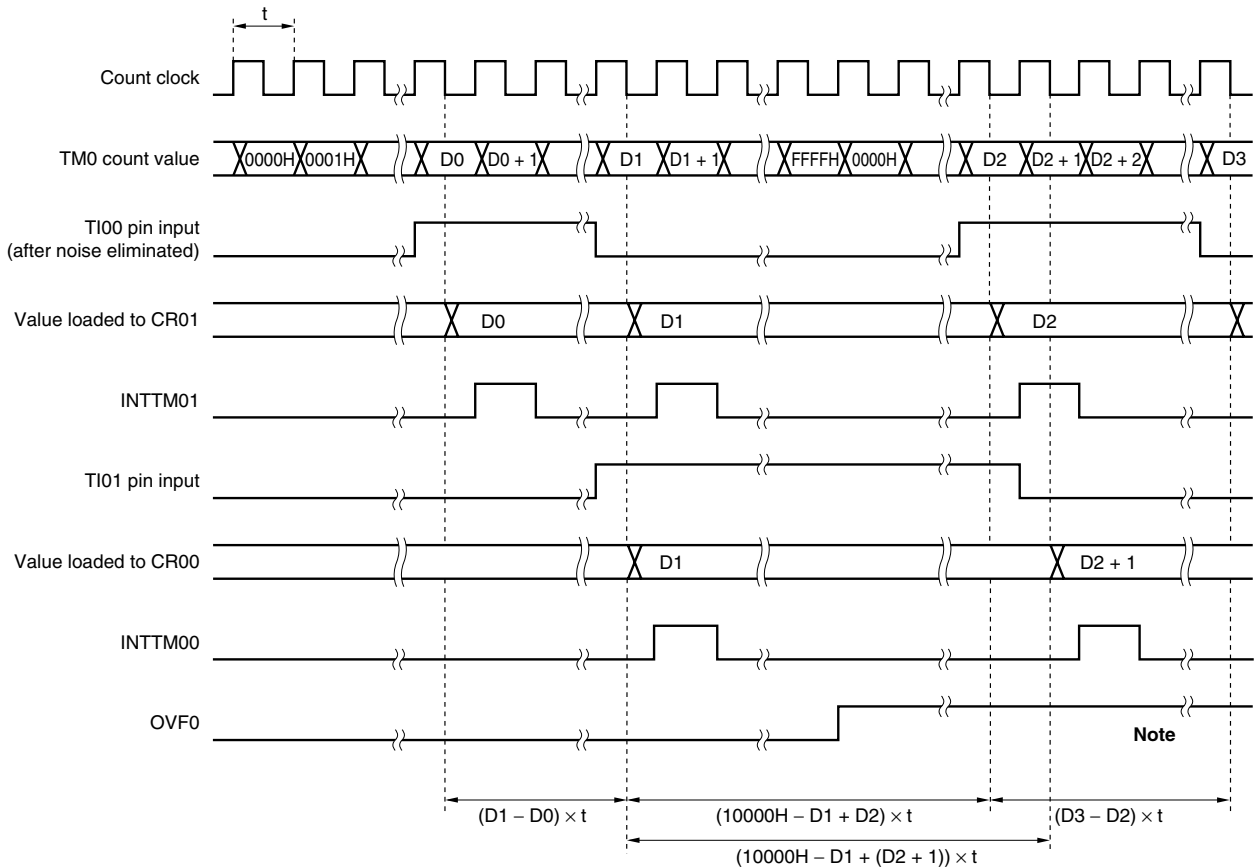 t
Count clock
TM0 count value
0000H 0001H D0 D0 + 1 D1 D1 + 1 FFFFH 0000H D2 D2 + 1 D2 + 2 D3
TI00 pin input
(after noise eliminated)
Value loaded to CR01
D0 D1 D2
INTTM01
TI01 pin input
Value loaded to CR00
D1 D2 + 1
INTTM00
OVF0
Note
(D1 – D0) × t (10000H – D1 + D2) × t (D3 – D2) × t
(10000H – D1 + (D2 + 1)) × t